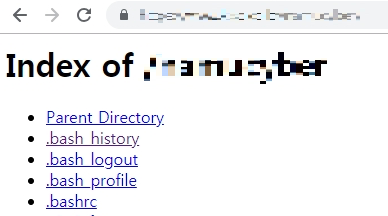 Index of
Parent Directory
.bash_history
.bash_logout
.bash_profile
.bashrc